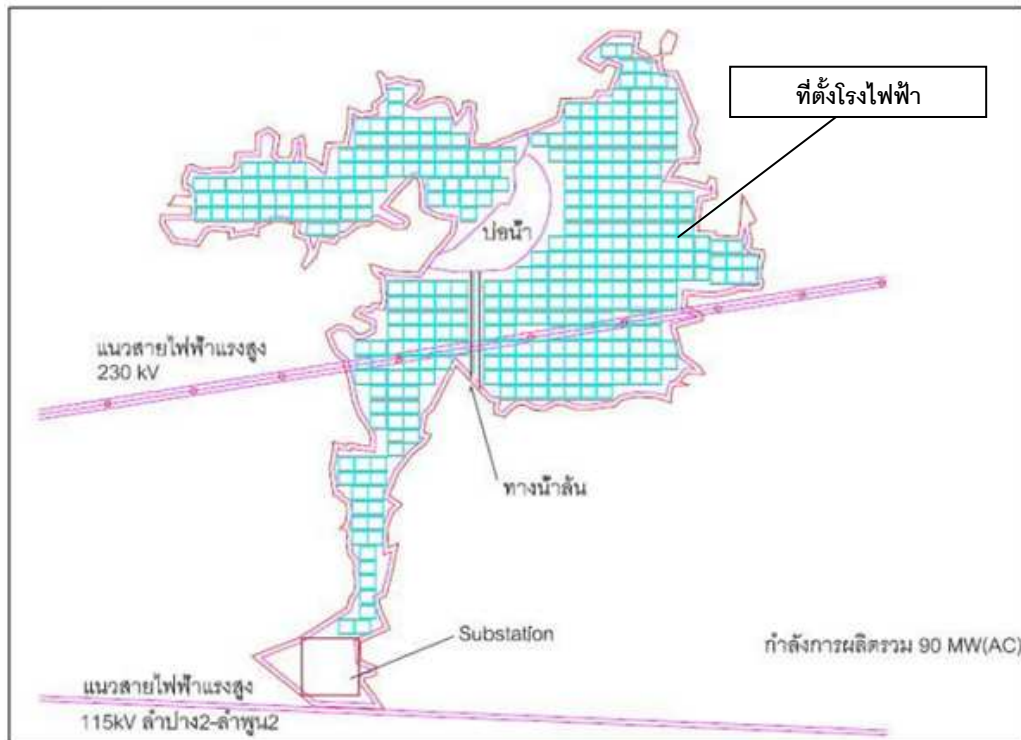 ที่ตั้งโรงไฟฟ้า
บ่อน้ำ
แนวสายไฟฟ้าแรงสูง
230 kV
ทางน้ำล้น
Substation
กำลังการผลิตรวม 90 MW(AC)
แนวสายไฟฟ้าแรงสูง
115kV ลำปาง2-ลำพูน2